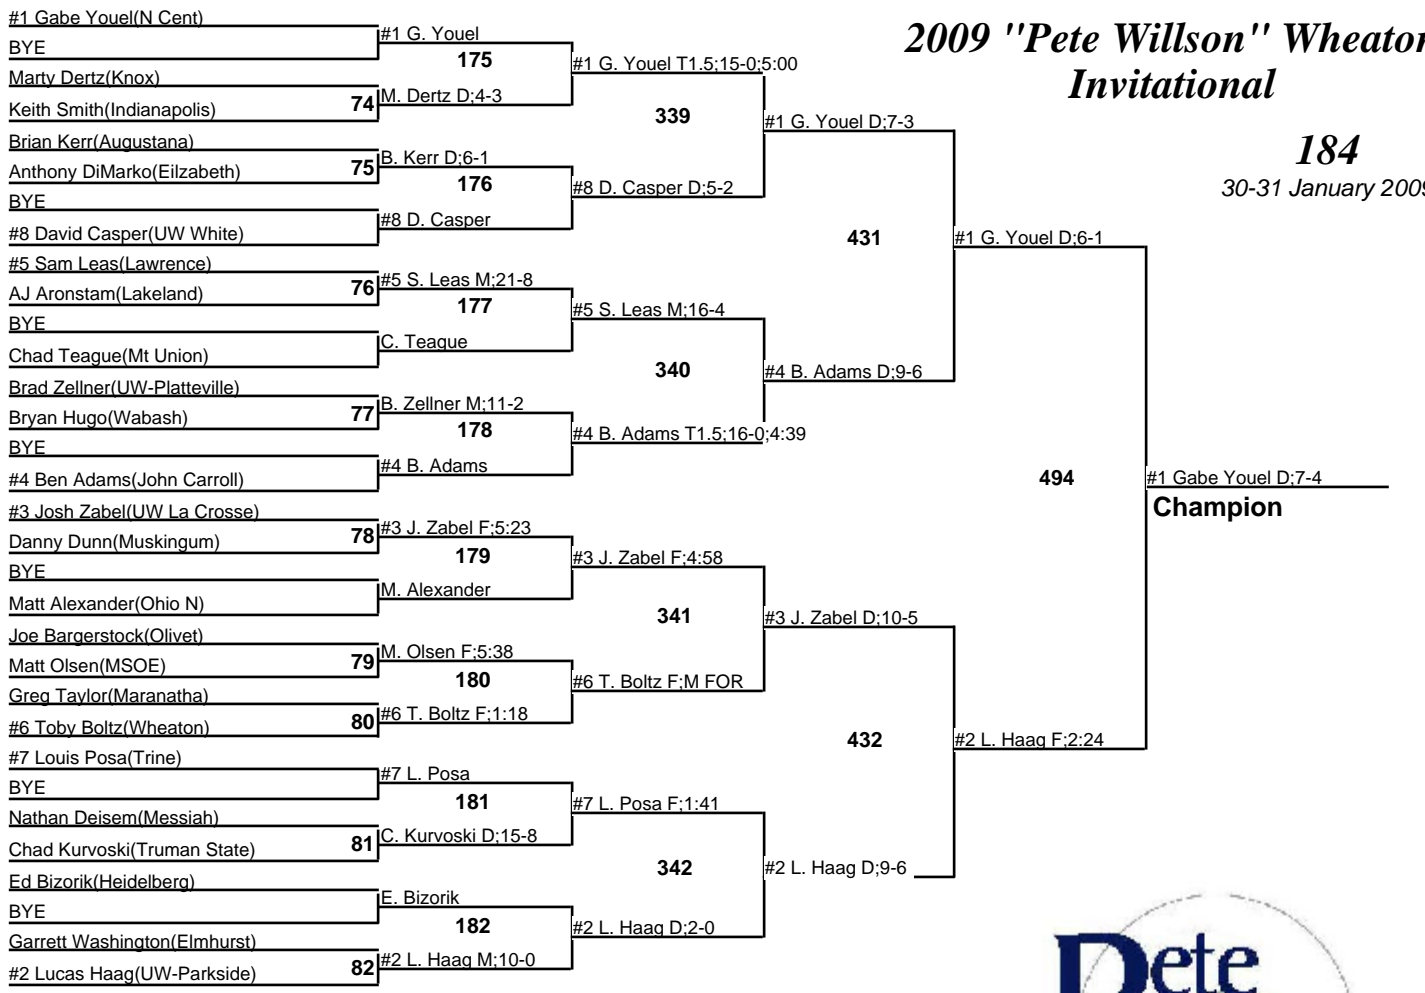 2009 "Pete Willson" Wheaton
Invitational
184
30-31 January 2009
#1 Gabe Youel(N Cent)
BYE
Marty Dertz(Knox)
Keith Smith(Indianapolis)
Brian Kerr(Augustana)
Anthony DiMarko(Eilzabeth)
BYE
#8 David Casper(UW White)
#5 Sam Leas(Lawrence)
AJ Aronstam(Lakeland)
BYE
Chad Teague(Mt Union)
Brad Zellner(UW-Platteville)
Bryan Hugo(Wabash)
BYE
#4 Ben Adams(John Carroll)
#3 Josh Zabel(UW La Crosse)
Danny Dunn(Muskingum)
BYE
Matt Alexander(Ohio N)
Joe Bargerstock(Olivet)
Matt Olsen(MSOE)
Greg Taylor(Maranatha)
#6 Toby Boltz(Wheaton)
#7 Louis Posa(Trine)
BYE
Nathan Deisem(Messiah)
Chad Kurvoski(Truman State)
Ed Bizorik(Heidelberg)
BYE
Garrett Washington(Elmhurst)
#2 Lucas Haag(UW-Parkside)
74
75
76
77
78
79
80
81
82
#1 G. Youel
175
M. Dertz D;4-3
B. Kerr D;6-1
176
#8 D. Casper
#5 S. Leas M;21-8
177
C. Teague
B. Zellner M;11-2
178
#4 B. Adams
#3 J. Zabel F;5:23
179
M. Alexander
M. Olsen F;5:38
180
#6 T. Boltz F;1:18
#7 L. Posa
181
C. Kurvoski D;15-8
E. Bizorik
182
#2 L. Haag M;10-0
#1 G. Youel T1.5;15-0;5:00
339
#8 D. Casper D;5-2
#5 S. Leas M;16-4
340
#4 B. Adams T1.5;16-0;4:39
#3 J. Zabel F;4:58
341
#6 T. Boltz F;M FOR
#7 L. Posa F;1:41
342
#2 L. Haag D;2-0
#1 G. Youel D;7-3
431
#4 B. Adams D;9-6
#3 J. Zabel D;10-5
432
#2 L. Haag D;9-6
#1 G. Youel D;6-1
494
#2 L. Haag F;2:24
#1 Gabe Youel D;7-4
Champion
Pete